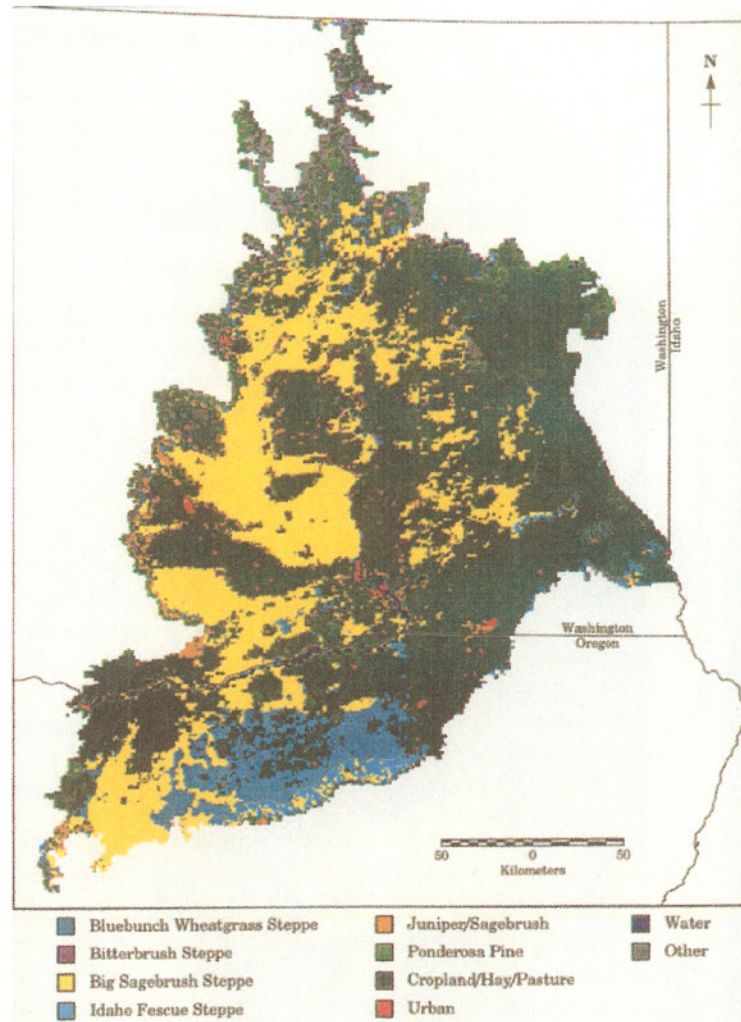 N
Washington
Idaho
Washington
Oregon
50 0 50
Kilometers
Bluebunch Wheatgrass Steppe
Bitterbrush Steppe
Big Sagebrush Steppe
Idaho Fescue Steppe
Juniper/Sagebrush
Ponderosa Pine
Cropland/Hay/Pasture
Urban
Water
Other